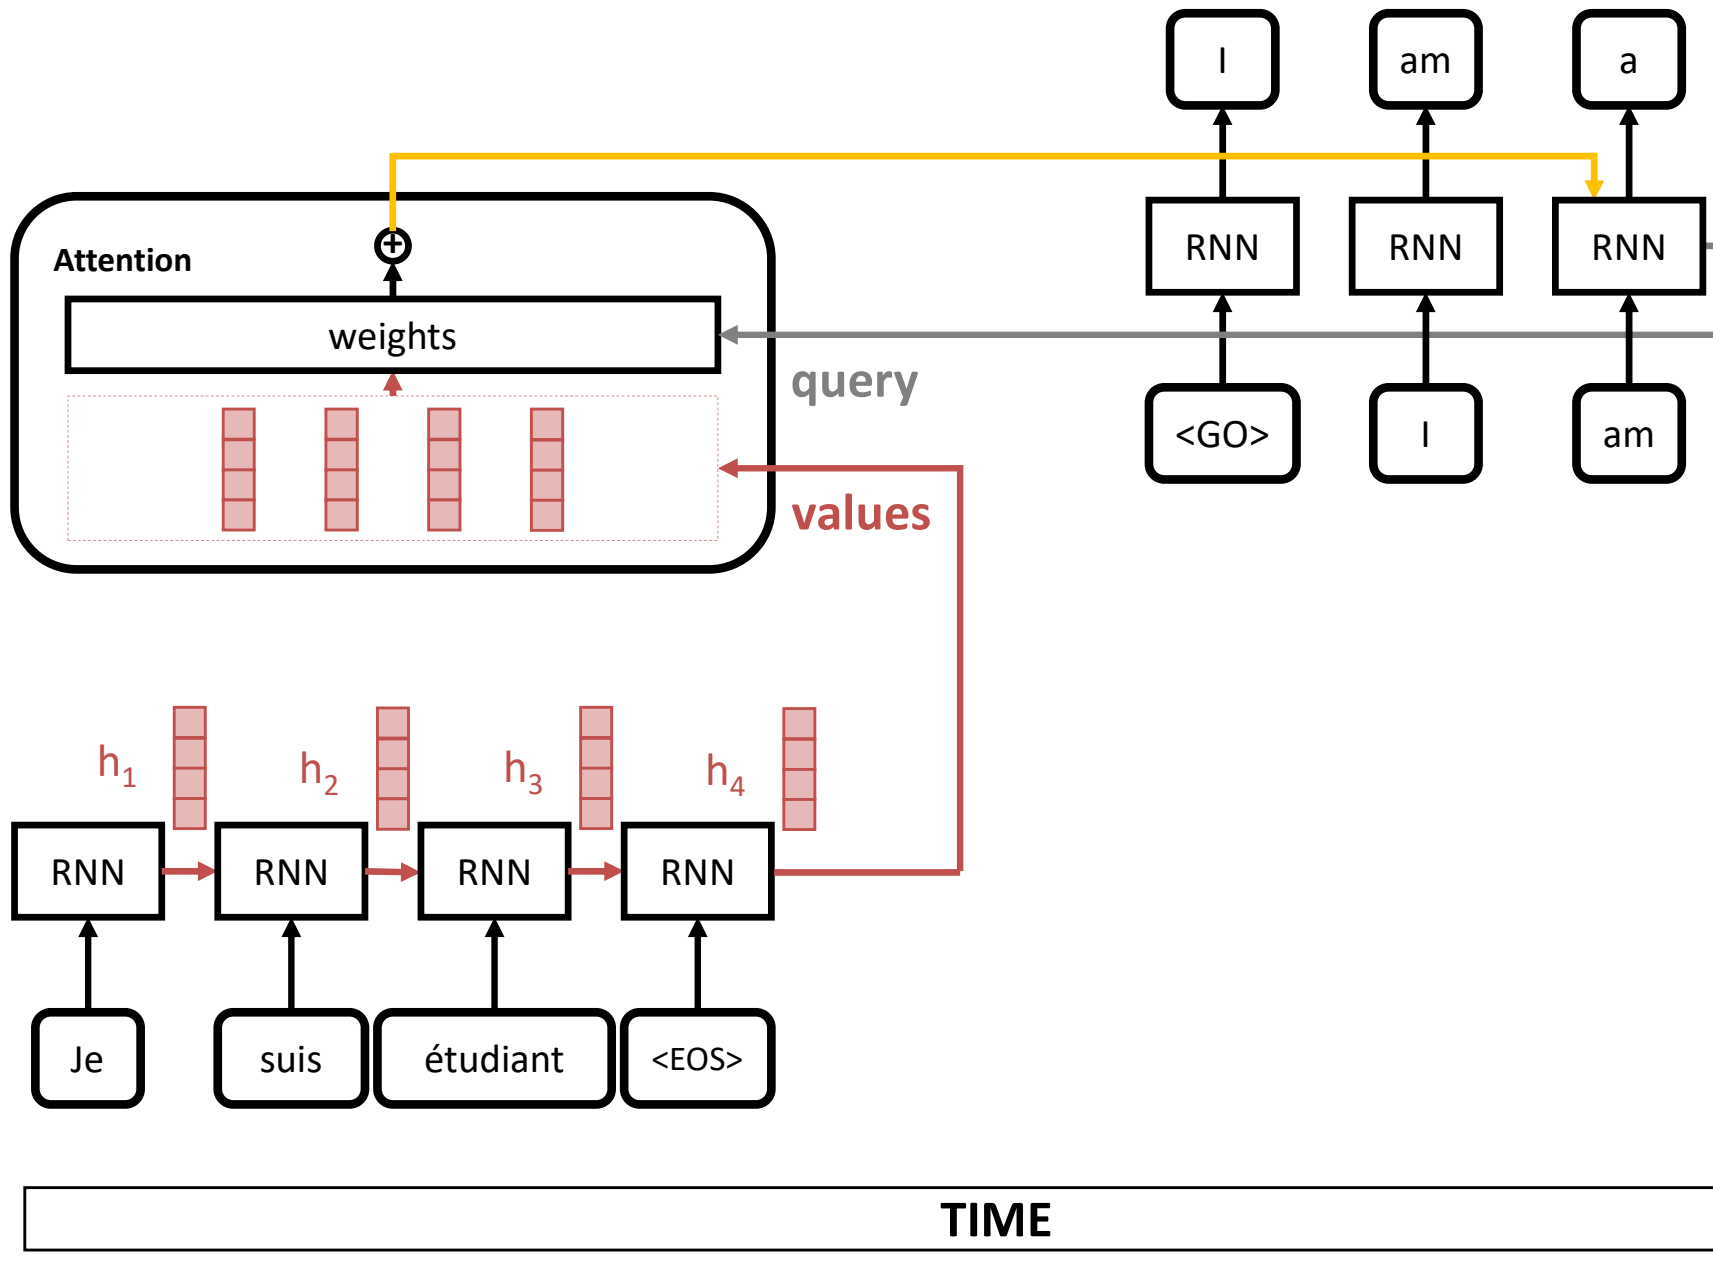 I am a
Attention
RNN RNN RNN
weights
query
<GO> I am
values
h1 h2 h3 h4
RNN RNN RNN RNN
Je suis étudiant <EOS>
TIME